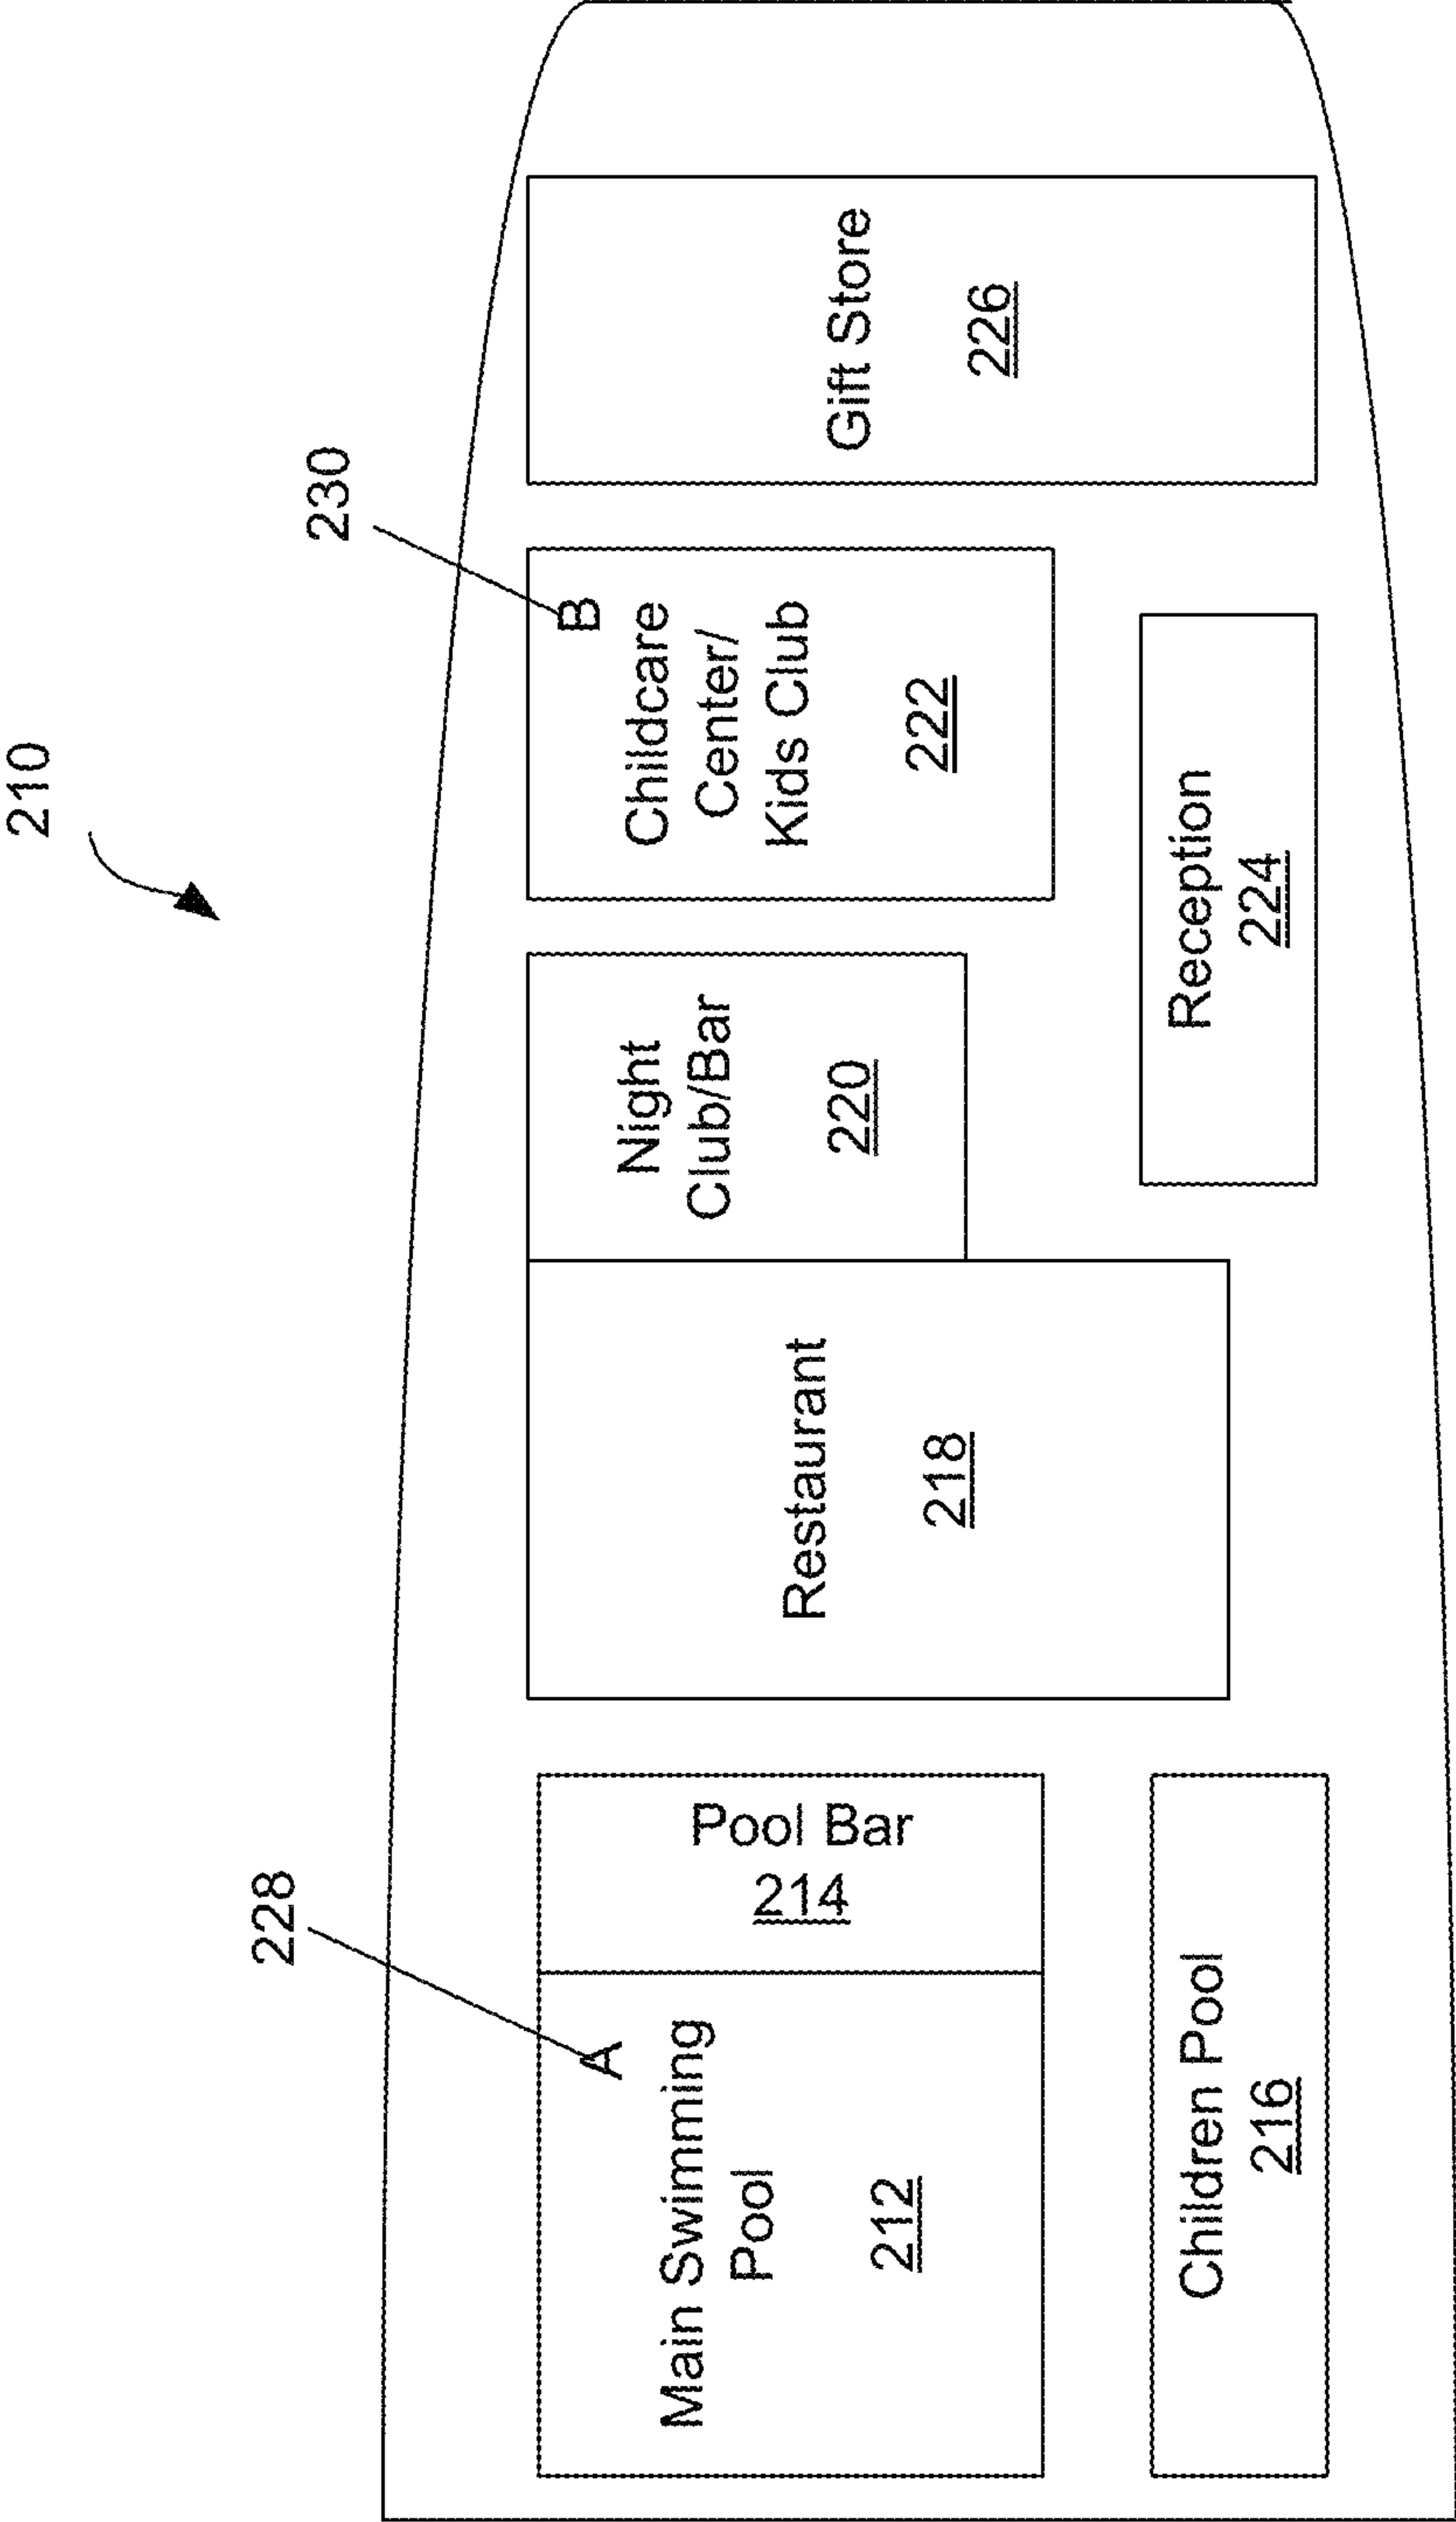 210
228
230
A
Main Swimming
Pool
212
Pool Bar
214
Children Pool
216
Restaurant
218
Night
Club/Bar
220
B
Childcare
Center/
Kids Club
222
Reception
224
Gift Store
226